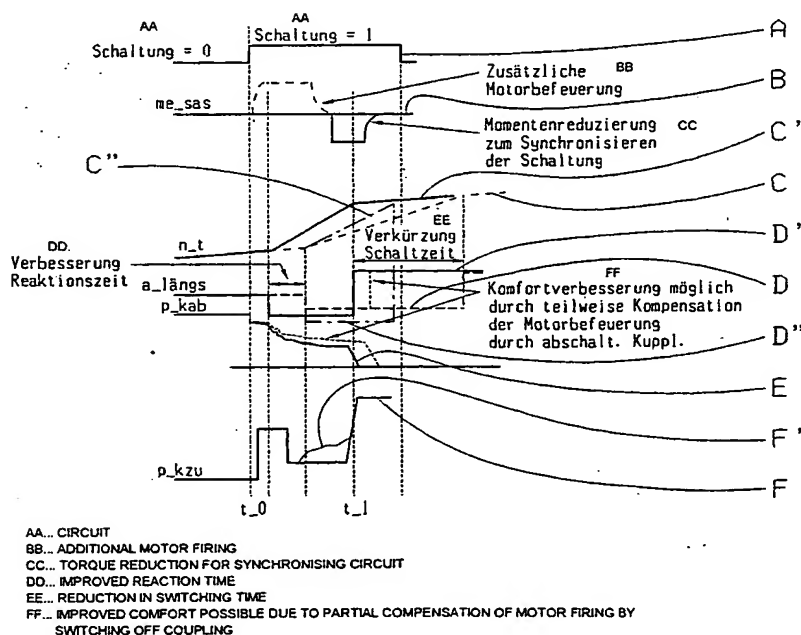 AA
AA
Schaltung = 0
Schaltung = 1
A
Zusätzliche BB
Motorbefeuerung
B
me_sas
Momentenreduzierung CC
zum Synchronisieren
der Schaltung
C'
C''
C
EE
Verkürzung
Schaltzeit
n_t
DD.
Verbesserung
Reaktionszeit
D'
FF
a_längs
Komfortverbesserung möglich
durch teilweise Kompensation
der Motorbefeuerung
durch abschalt. Kuppl.
D
p_kab
D''
E
F'
p_kzu
F
t_0
t_1
AA... CIRCUIT
BB... ADDITIONAL MOTOR FIRING
CC... TORQUE REDUCTION FOR SYNCHRONISING CIRCUIT
DD... IMPROVED REACTION TIME
EE... REDUCTION IN SWITCHING TIME
FF... IMPROVED COMFORT POSSIBLE DUE TO PARTIAL COMPENSATION OF MOTOR FIRING BY
SWITCHING OFF COUPLING